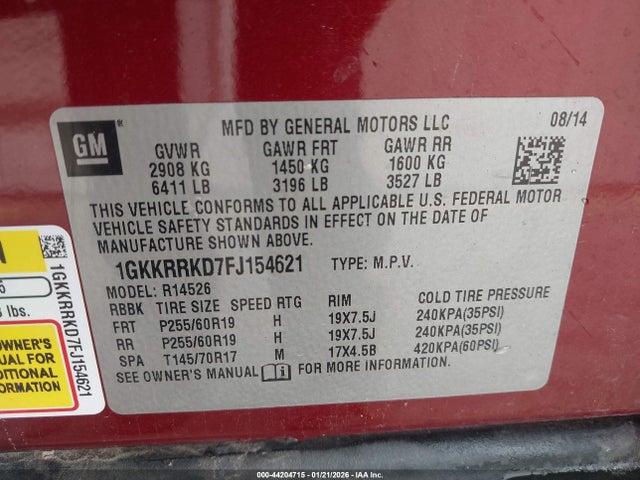 MFD BY GENERAL MOTORS LLC 08/14
GM
GVWR GAWR FRT GAWR RR
2908 KG 1450 KG 1600 KG
6411 LB 3196 LB 3527 LB
THIS VEHICLE CONFORMS TO ALL APPLICABLE U.S. FEDERAL MOTOR
VEHICLE SAFETY STANDARDS IN EFFECT ON THE DATE OF
MANUFACTURE SHOWN ABOVE.
1GKKRRKD7FJ154621 TYPE: M.P.V.
MODEL: R14526
RBBK TIRE SIZE SPEED RTG RIM COLD TIRE PRESSURE
FRT P255/60R19 H 19X7.5J 240KPA(35PSI)
RR P255/60R19 H 19X7.5J 240KPA(35PSI)
SPA T145/70R17 M 17X4.5B 420KPA(60PSI)
SEE OWNER'S MANUAL i FOR MORE INFORMATION.
1GKKRRKD7FJ154621
lbs.
OWNER'S
MANUAL FOR
ADDITIONAL
INFORMATION
000-44204715 - 01/21/2026 - IAA Inc.